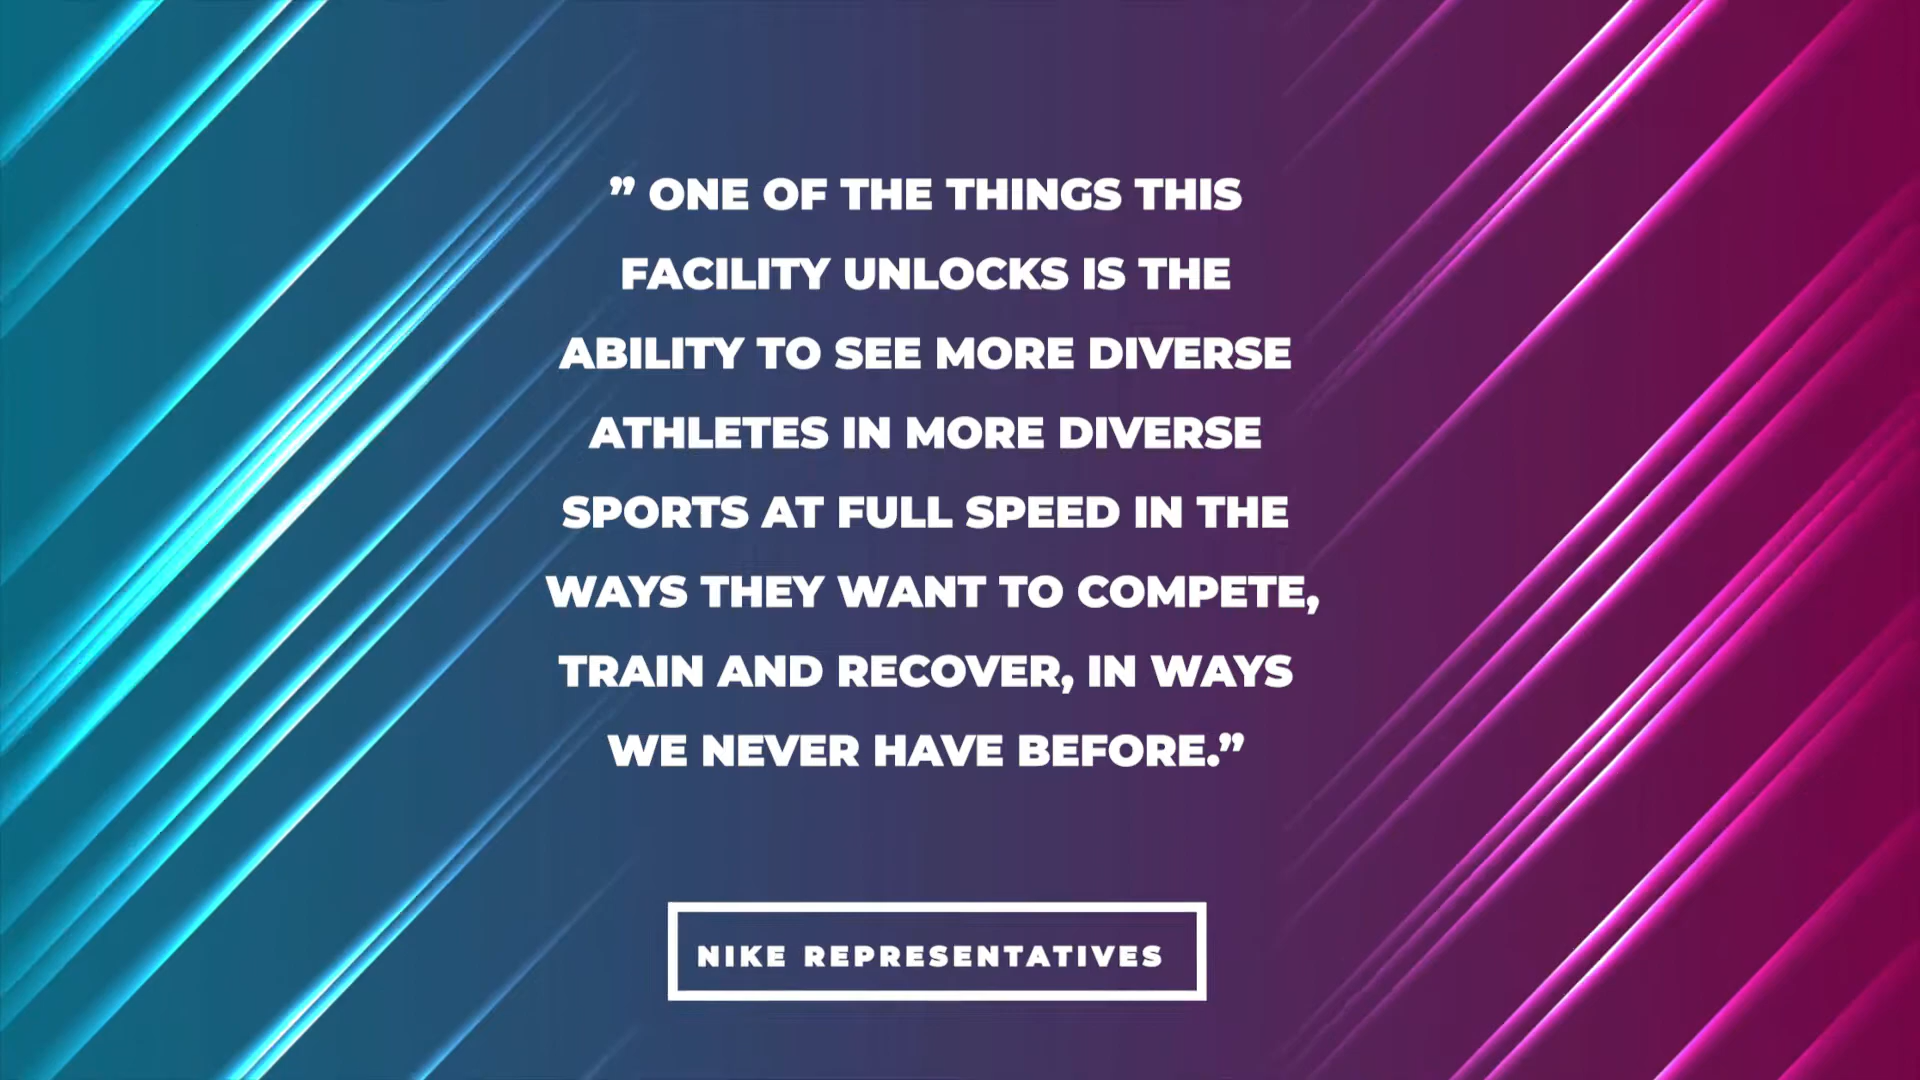 ” ONE OF THE THINGS THIS
FACILITY UNLOCKS IS THE
ABILITY TO SEE MORE DIVERSE
ATHLETES IN MORE DIVERSE
SPORTS AT FULL SPEED IN THE
WAYS THEY WANT TO COMPETE,
TRAIN AND RECOVER, IN WAYS
WE NEVER HAVE BEFORE.”
NIKE REPRESENTATIVES